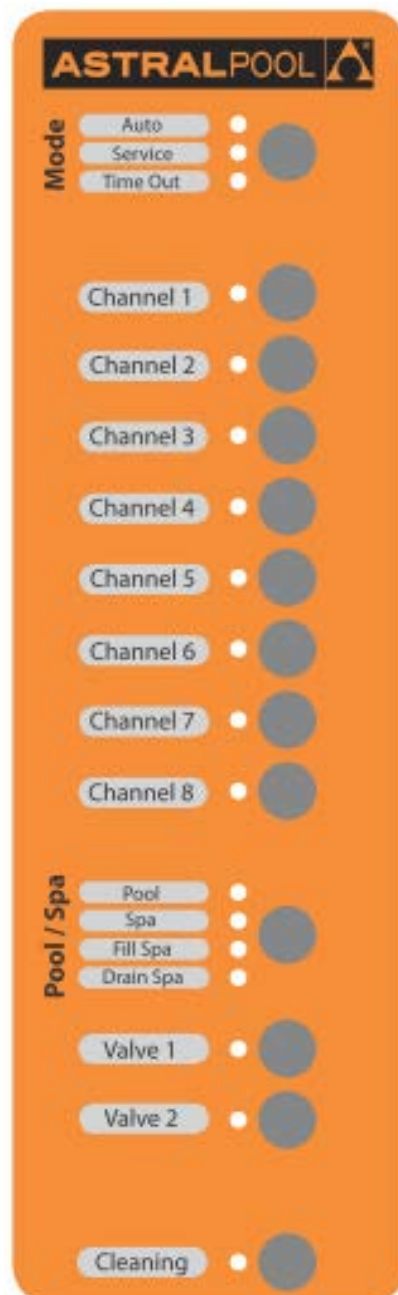 ASTRALPOOL
Mode
Auto
Service
Time Out
Channel 1
Channel 2
Channel 3
Channel 4
Channel 5
Channel 6
Channel 7
Channel 8
Pool / Spa
Pool
Spa
Fill Spa
Drain Spa
Valve 1
Valve 2
Cleaning